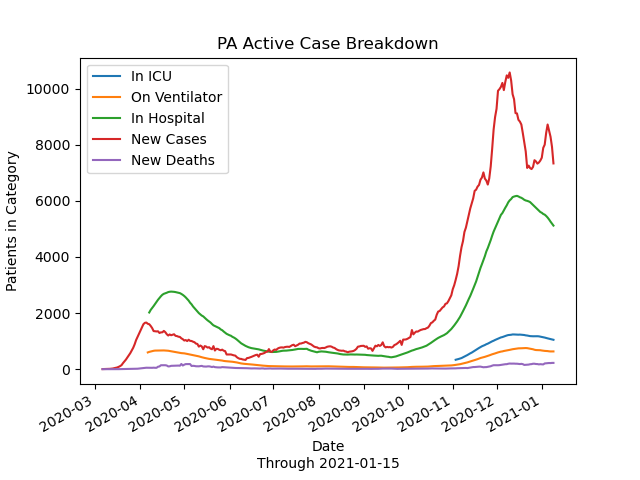 PA Active Case Breakdown
In ICU
On Ventilator
In Hospital
New Cases
New Deaths
Patients in Category
10000
8000
6000
4000
2000
0
2020-03
2020-04
2020-05
2020-06
2020-07
2020-08
2020-09
2020-10
2020-11
2020-12
2021-01
Date
Through 2021-01-15